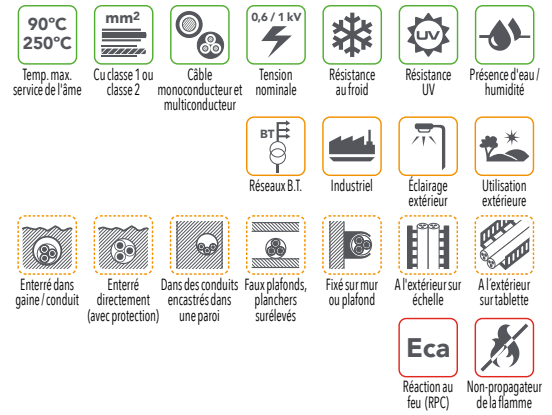 90ºC
250ºC
mm²
0,6 / 1 kV
UV
Temp. max.
service de l'âme
Cu classe 1 ou
classe 2
Câble
monoconducteur et
multiconducteur
Tension
nominale
Résistance
au froid
Résistance
UV
Présence d'eau /
humidité
BT
Réseaux B.T.
Industriel
Éclairage
extérieur
Utilisation
extérieure
Enterré dans
gaine / conduit
Enterré
directement
(avec protection)
Dans des conduits
encastrés dans
une paroi
Faux plafonds,
planchers
surélevés
Fixé sur mur
ou plafond
A l'extérieur sur
échelle
A l´extérieur
sur tablette
Eca
Réaction au
feu (RPC)
Non-propagateur
de la flamme